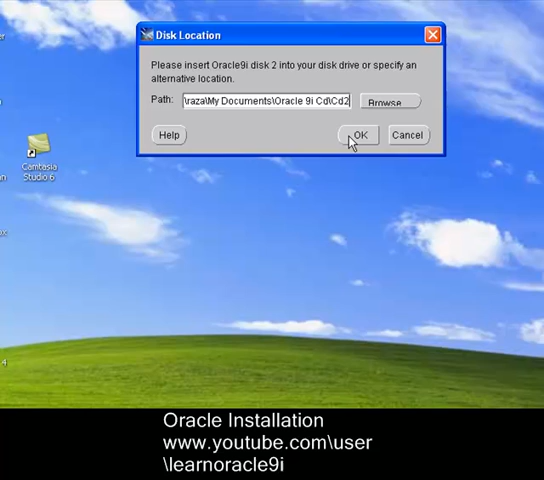 Disk Location
Please insert Oracle9i disk 2 into your disk drive or specify an
alternative location.
Path: \raza\My Documents\Oracle 9i Cd\Cd2 Browse...
Help OK Cancel
Camtasia
Studio 6
4
Oracle Installation
www.youtube.com\user
\learnoracle9i